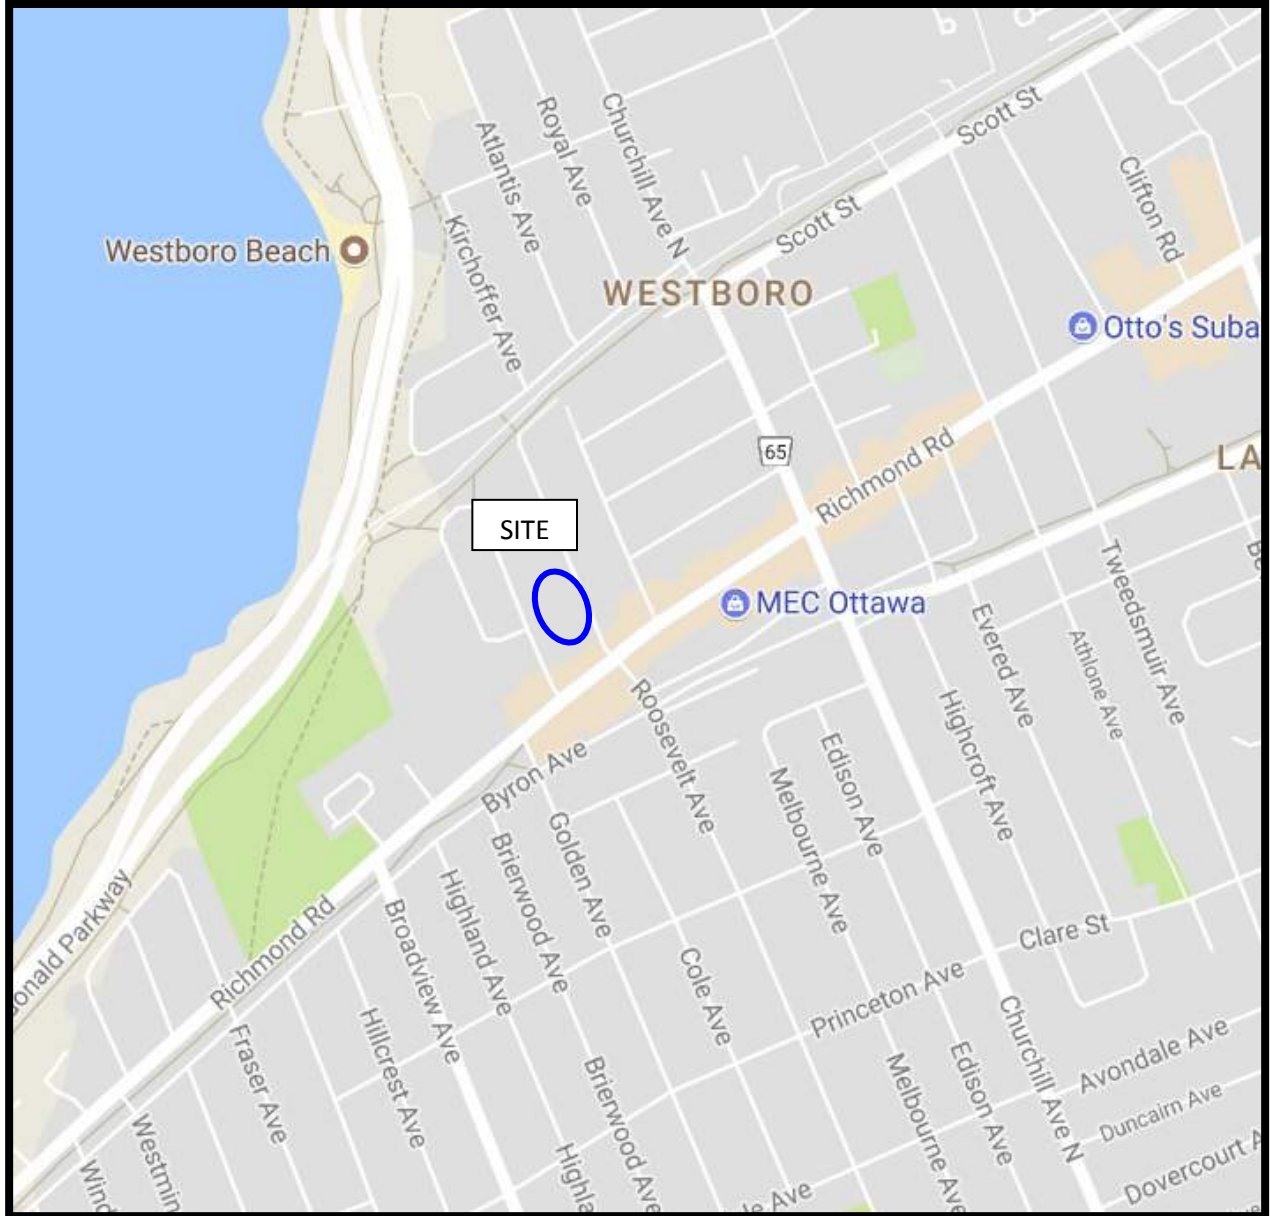 Scott St
Churchill Ave N
Royal Ave
Atlantis Ave
Clifton Rd
Scott St
Kirchoffer Ave
Westboro Beach
WESTBORO
Otto's Suba
65
Richmond Rd
LA
SITE
MEC Ottawa
Tweedsmuir Ave
Evered Ave
Athlone Ave
Roosevelt Ave
Highcroft Ave
Edison Ave
Byron Ave
Melbourne Ave
Golden Ave
Brierwood Ave
Highland Ave
Broadview Ave
onald Parkway
Richmond Rd
Clare St
Cole Ave
Princeton Ave
Churchill Ave N
Hillcrest Ave
Fraser Ave
Avondale Ave
Edison Ave
Melbourne Ave
Brierwood Ave
Duncairn Ave
Westmin
Wind
Highla
le Ave
Dovercourt A